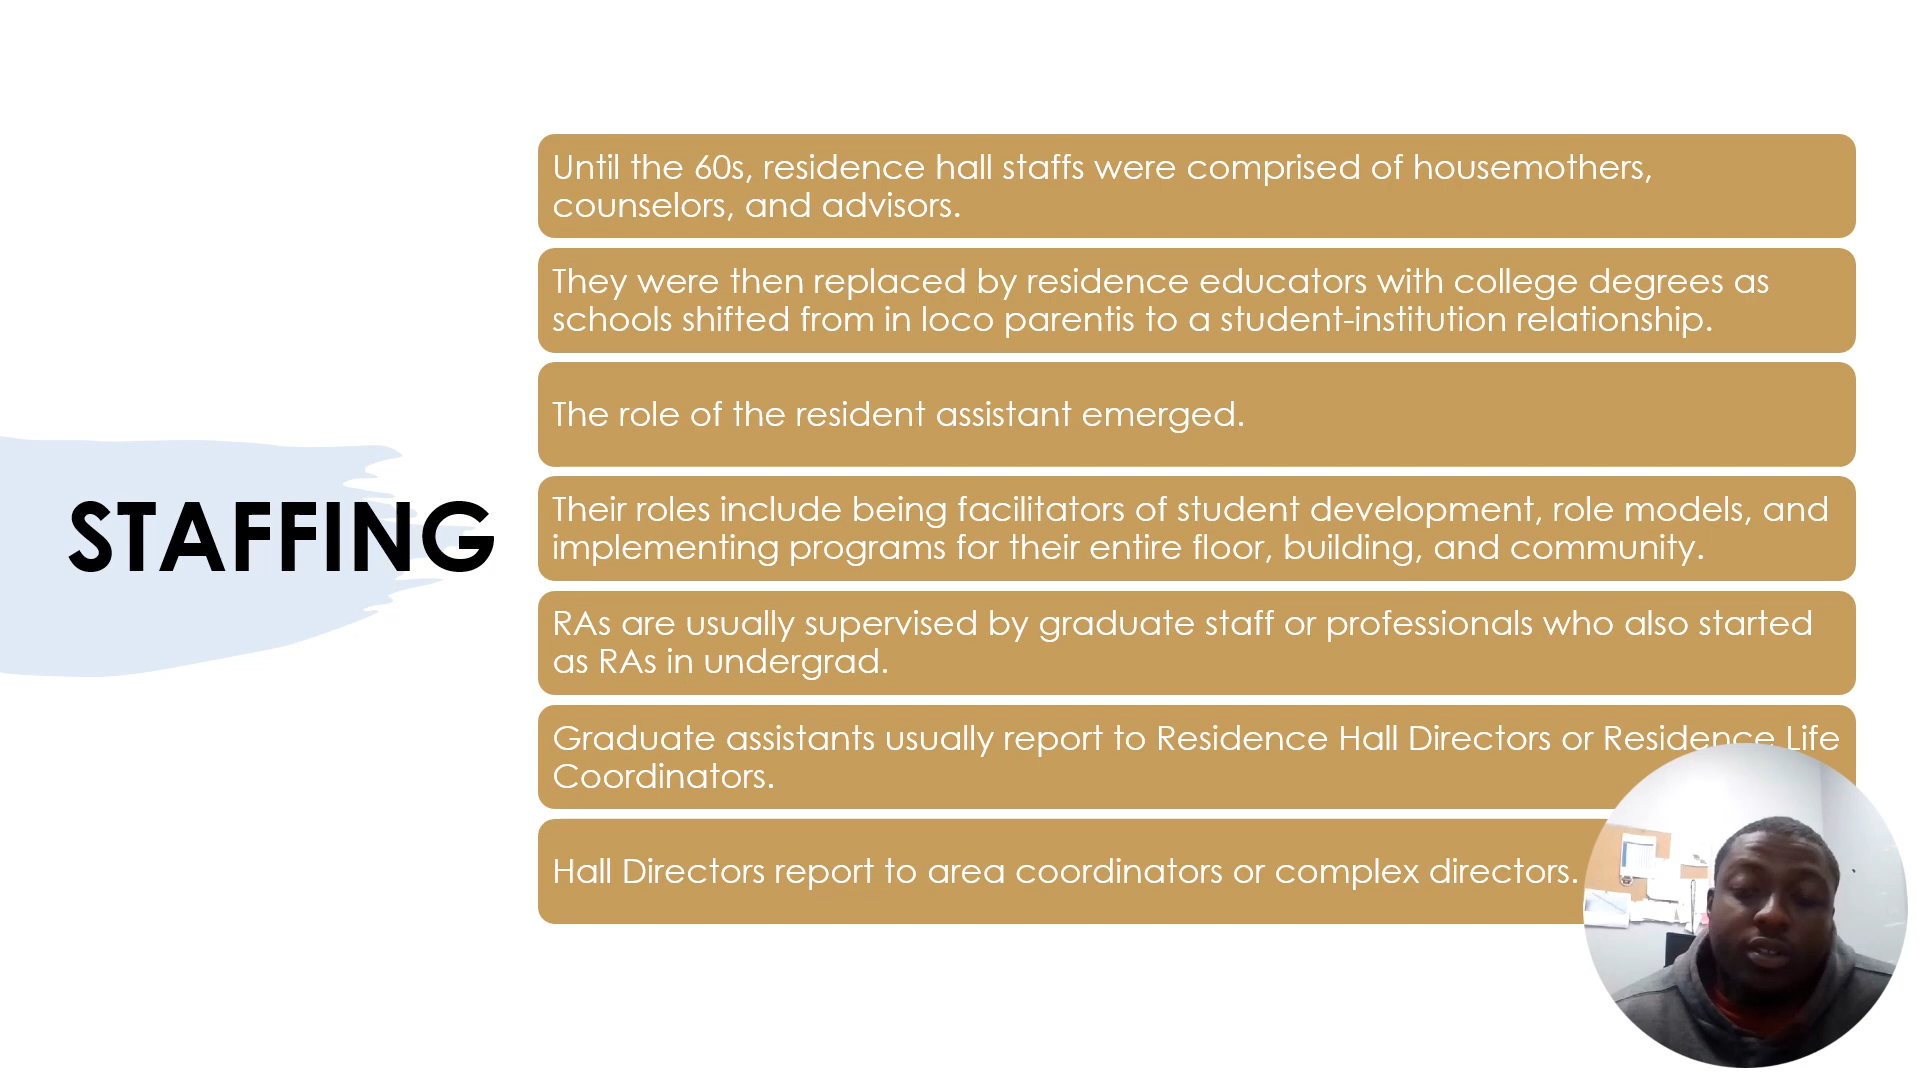 STAFFING
Until the 60s, residence hall staffs were comprised of housemothers,
counselors, and advisors.
They were then replaced by residence educators with college degrees as
schools shifted from in loco parentis to a student-institution relationship.
The role of the resident assistant emerged.
Their roles include being facilitators of student development, role models, and
implementing programs for their entire floor, building, and community.
RAs are usually supervised by graduate staff or professionals who also started
as RAs in undergrad.
Graduate assistants usually report to Residence Hall Directors or Residence Life
Coordinators.
Hall Directors report to area coordinators or complex directors.